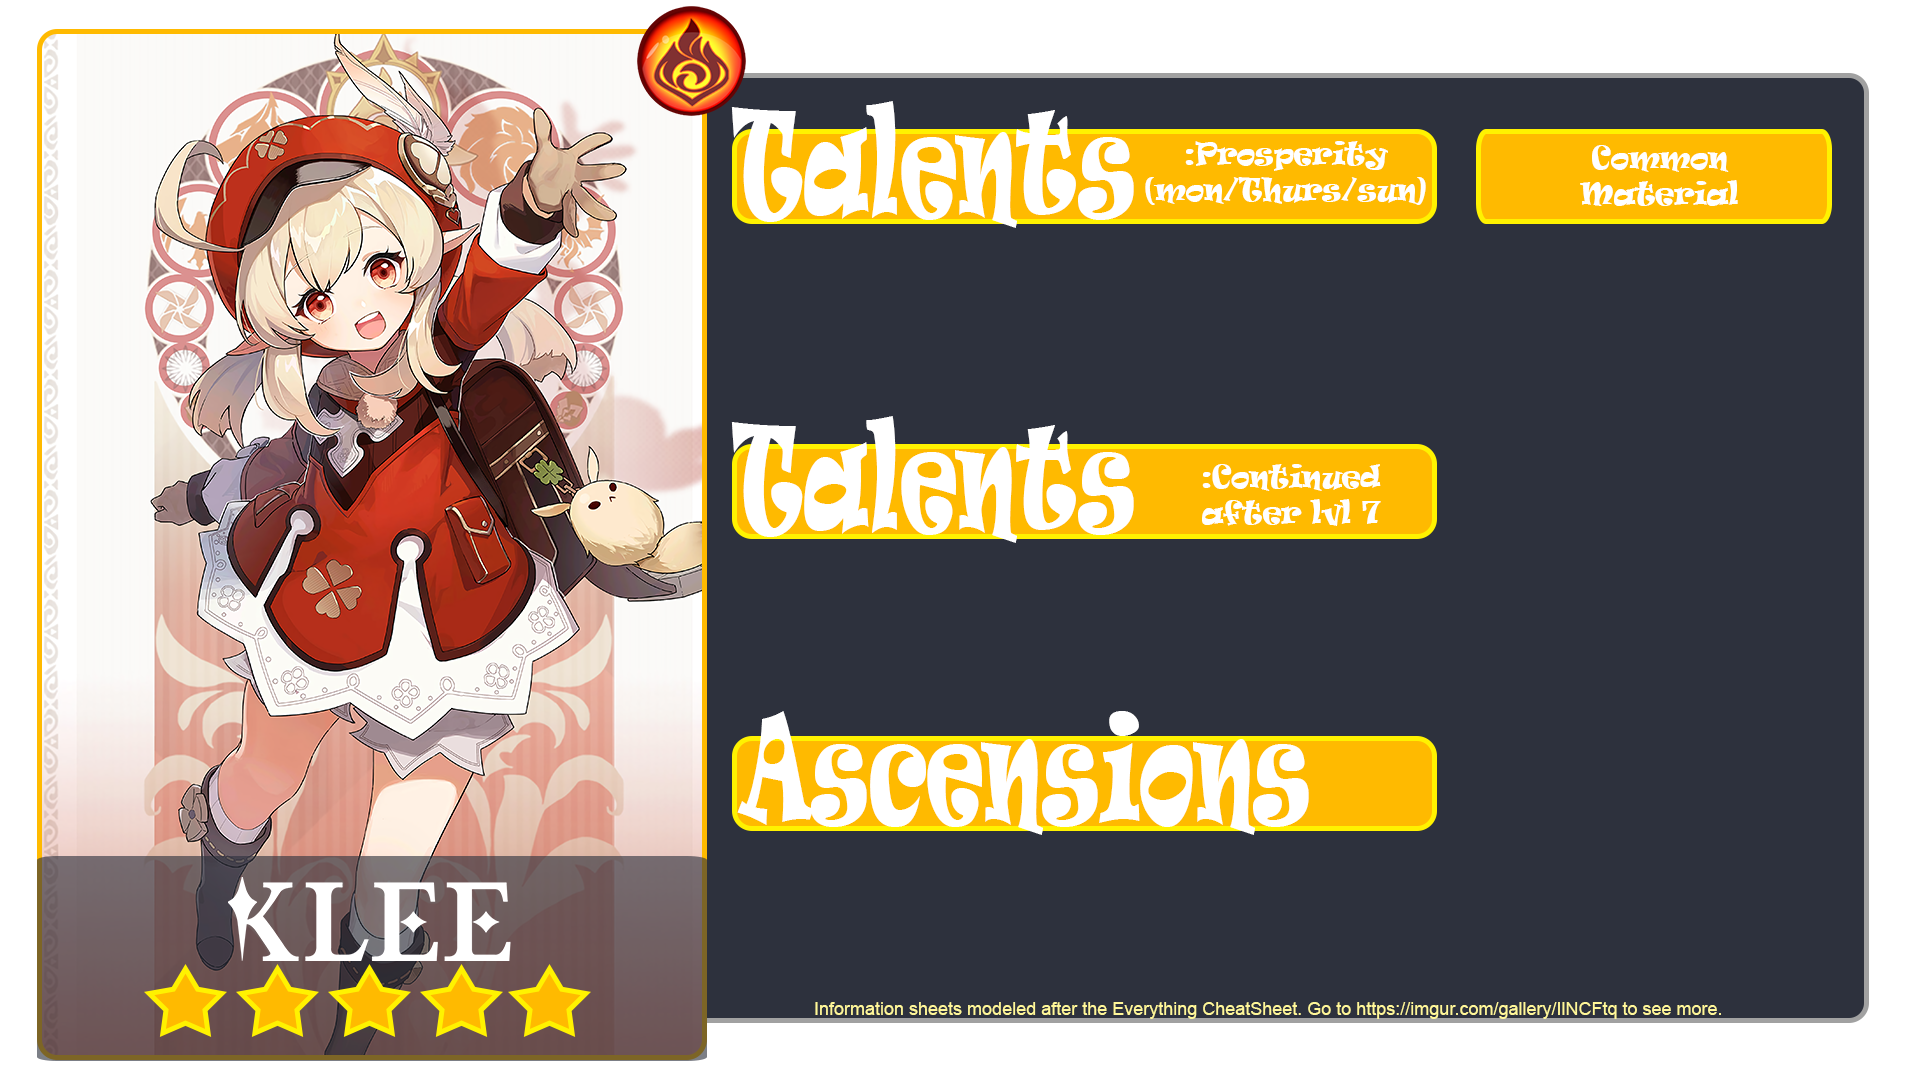 Talents :Prosperity
(mon/Thurs/sun)
Common
Material
Talents :Continued
after lvl 7
Ascensions
KLEE
Information sheets modeled after the Everything CheatSheet. Go to https://imgur.com/gallery/lINCFtq to see more.